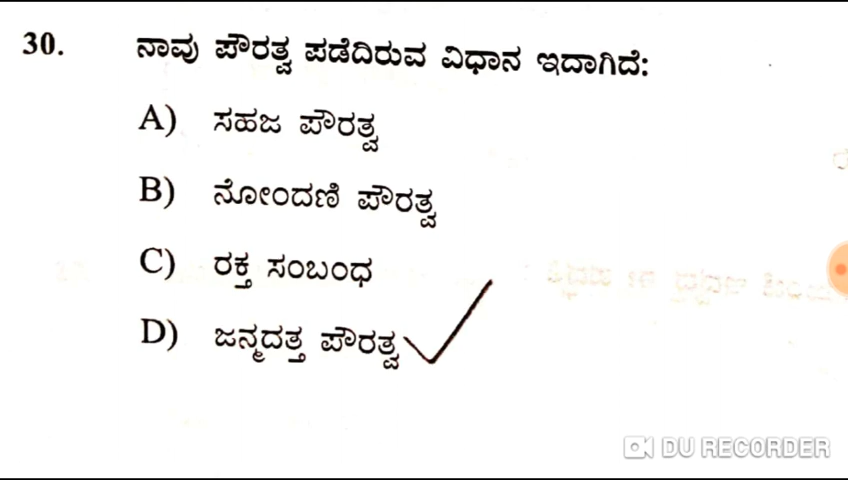 30. ನಾವು ಪೌರತ್ವ ಪಡೆದಿರುವ ವಿಧಾನ ಇದಾಗಿದೆ:
A) ಸಹಜ ಪೌರತ್ವ
B) ನೋಂದಣಿ ಪೌರತ್ವ
C) ರಕ್ತ ಸಂಬಂಧ
D) ಜನ್ಮದತ್ತ ಪೌರತ್ವ
DU RECORDER